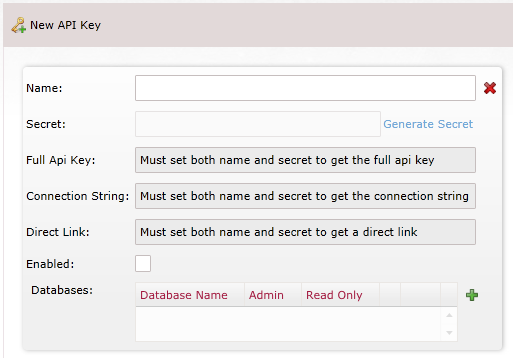 New API Key
Name:
Secret: Generate Secret
Full Api Key: Must set both name and secret to get the full api key
Connection String: Must set both name and secret to get the connection string
Direct Link: Must set both name and secret to get a direct link
Enabled:
Databases: Database Name Admin Read Only